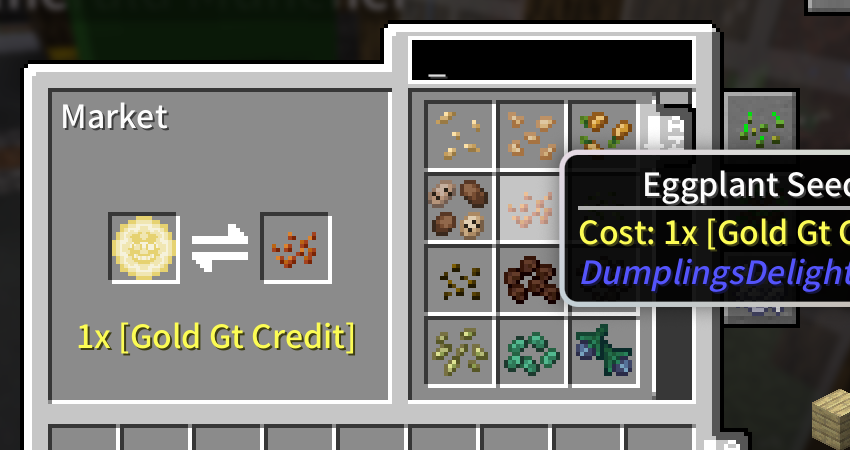 _
Market
Eggplant Seed
Cost: 1x [Gold Gt C
DumplingsDelight
1x [Gold Gt Credit]